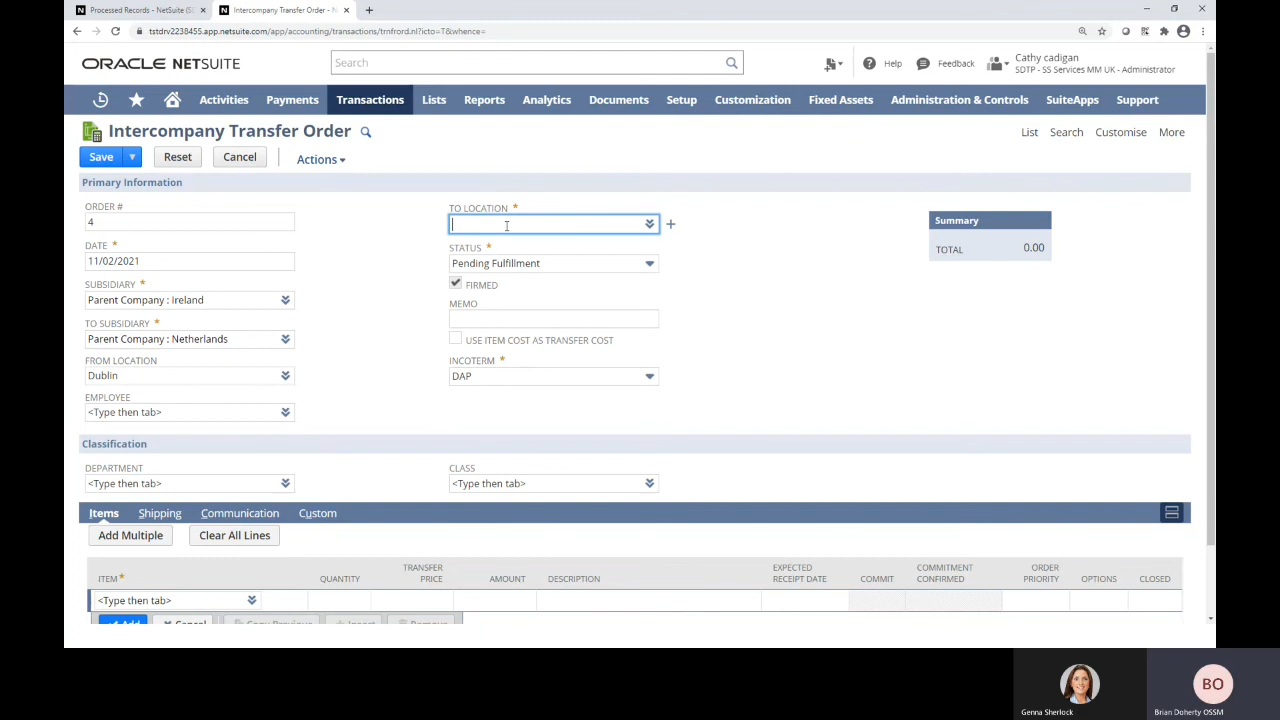 Processed Records - NetSuite (S
Intercompany Transfer Order -
tstdrv2238455.app.netsuite.com/app/accounting/transactions/trnfrord.nl?icto=T&whence=
ORACLE NETSUITE
Search
Help
Feedback
Cathy cadigan
SDTP - SS Services MM UK - Administrator
Activities Payments Transactions Lists Reports Analytics Documents Setup Customization Fixed Assets Administration & Controls SuiteApps Support
Intercompany Transfer Order
List Search Customise More
Save Reset Cancel Actions
Primary Information
ORDER #
4
DATE *
11/02/2021
SUBSIDIARY *
Parent Company : Ireland
TO SUBSIDIARY *
Parent Company : Netherlands
FROM LOCATION
Dublin
EMPLOYEE
<Type then tab>
TO LOCATION *
STATUS *
Pending Fulfillment
FIRMED
MEMO
USE ITEM COST AS TRANSFER COST
INCOTERM *
DAP
Summary
TOTAL 0.00
Classification
DEPARTMENT
<Type then tab>
CLASS
<Type then tab>
Items Shipping Communication Custom
Add Multiple Clear All Lines
ITEM * QUANTITY TRANSFER PRICE AMOUNT DESCRIPTION EXPECTED RECEIPT DATE COMMIT COMMITMENT CONFIRMED ORDER PRIORITY OPTIONS CLOSED
<Type then tab>
Add Cancel Copy Previous Insert Remove
BO
Genna Sherlock
Brian Doherty OSSM